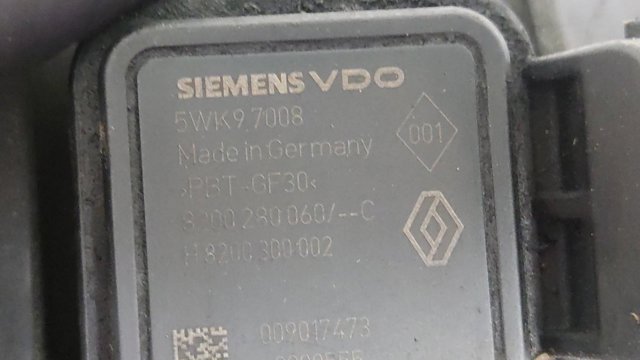 SIEMENS VDO
5WK9 7008
001
Made in Germany
>PBT-GF30<
8200 280 060/--C
H 8200 300 002
009017473